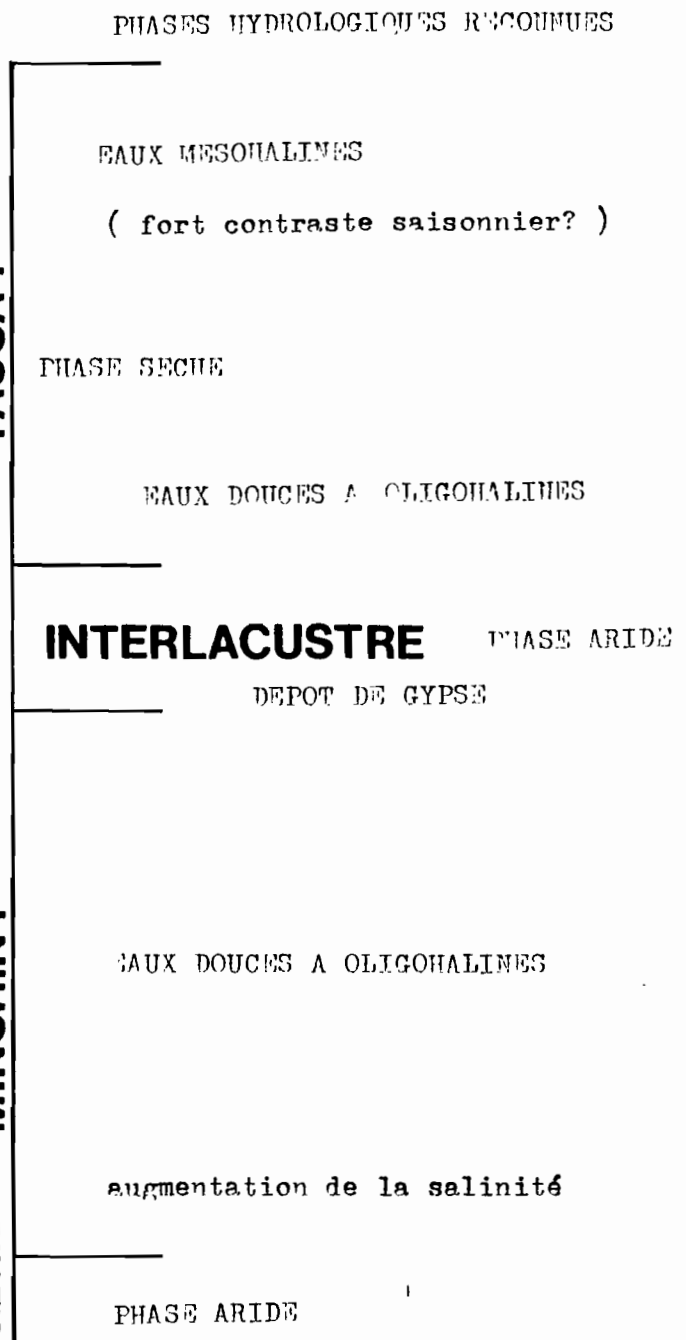 PHASES HYDROLOGIQUES RECONNUES
EAUX MESOHALINES
( fort contraste saisonnier? )
PHASE SECHE
EAUX DOUCES A OLIGOHALINES
INTERLACUSTRE PHASE ARIDE
DEPOT DE GYPSE
EAUX DOUCES A OLIGOHALINES
augmentation de la salinité
PHASE ARIDE